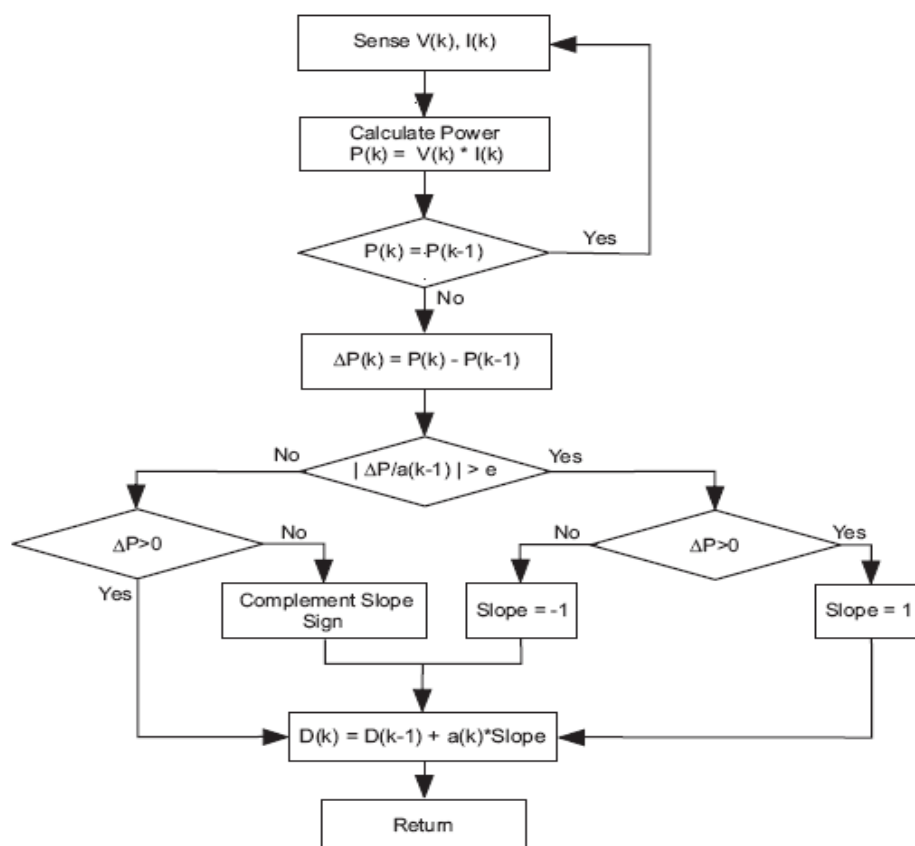 Sense V(k), I(k)
Calculate Power
P(k) = V(k) * I(k)
P(k) = P(k-1)
Yes
No
ΔP(k) = P(k) - P(k-1)
No
| ΔP/a(k-1) | > e
Yes
ΔP>0
No
Yes
No
ΔP>0
Yes
Complement Slope
Sign
Slope = -1
Slope = 1
D(k) = D(k-1) + a(k)*Slope
Return